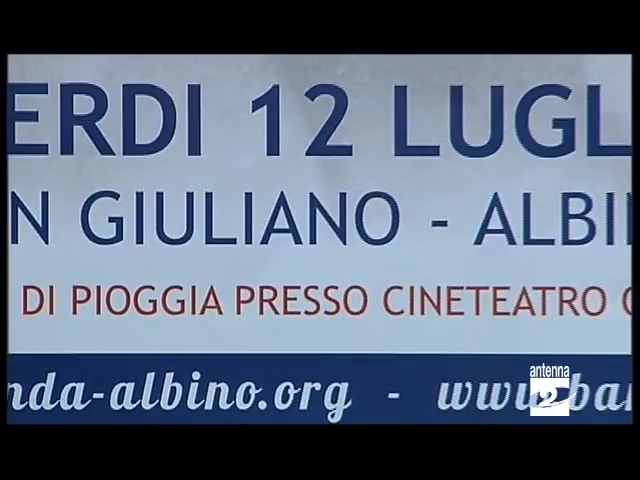 ERDI 12 LUGL
N GIULIANO - ALBI
DI PIOGGIA PRESSO CINETEATRO
nda-albino.org - www.ba
antenna
2